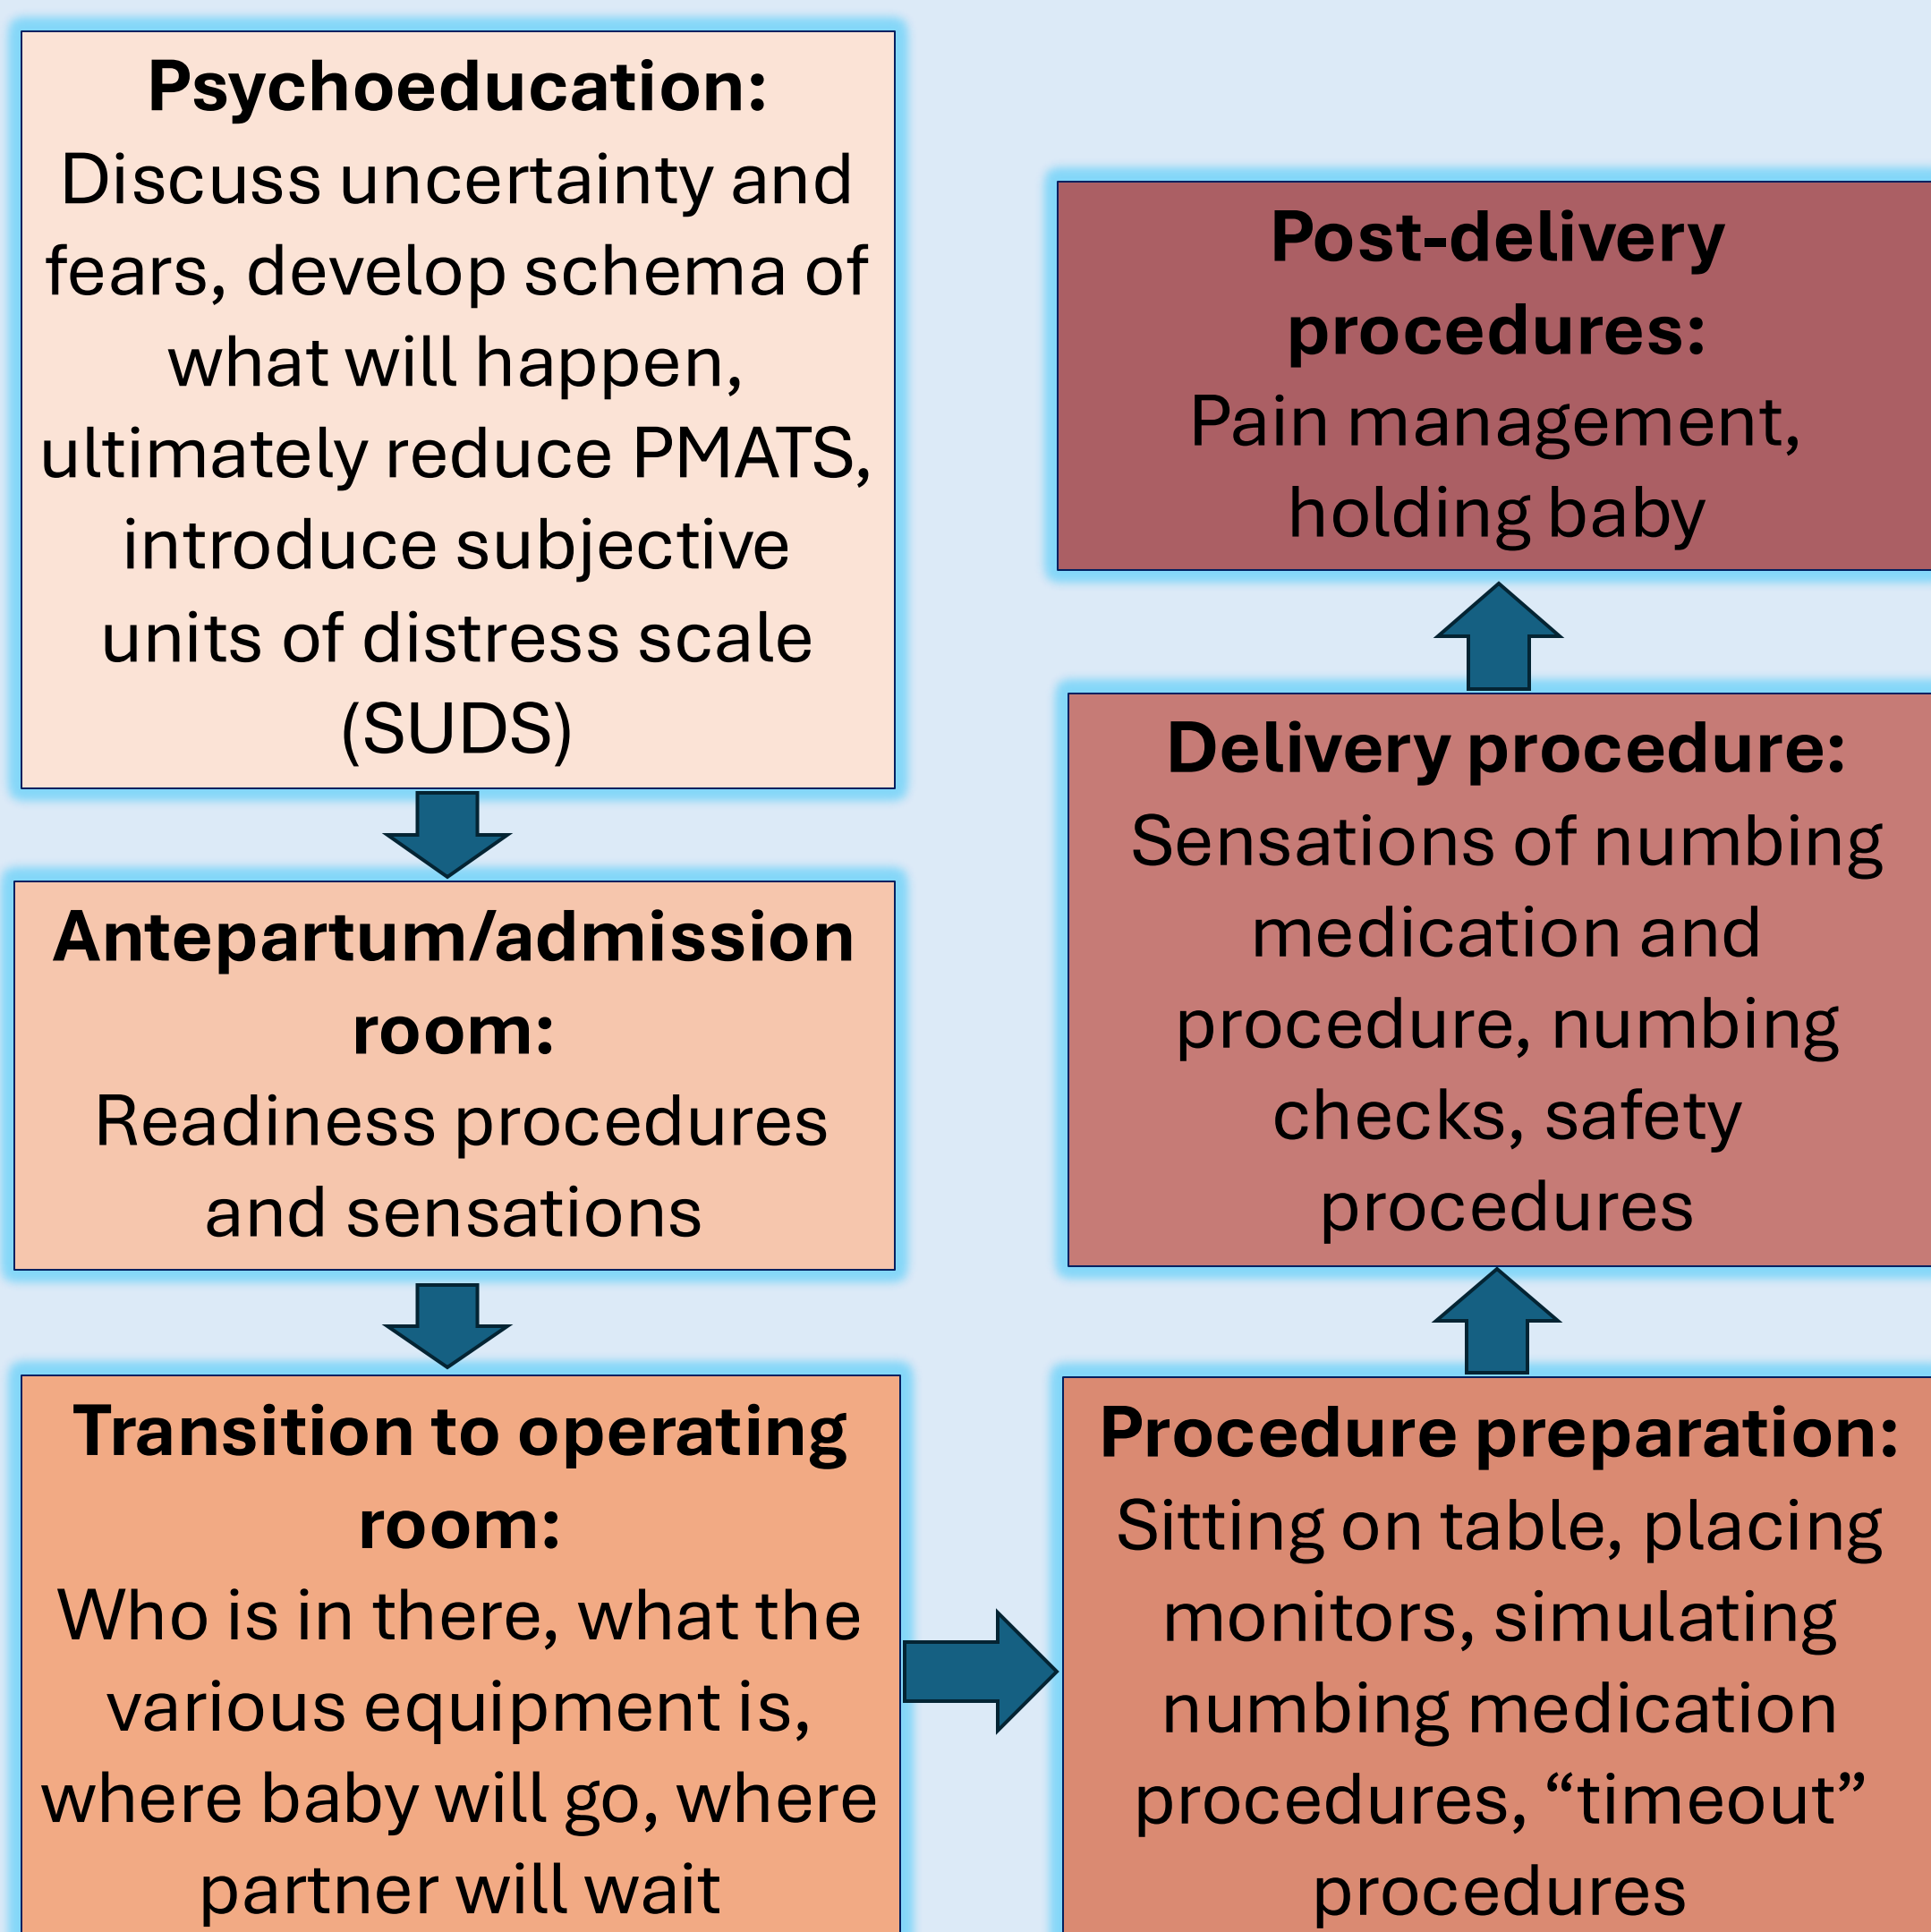 Psychoeducation:
Discuss uncertainty and
fears, develop schema of
what will happen,
ultimately reduce PMATS,
introduce subjective
units of distress scale
(SUDS)
Antepartum/admission
room:
Readiness procedures
and sensations
Transition to operating
room:
Who is in there, what the
various equipment is,
where baby will go, where
partner will wait
Procedure preparation:
Sitting on table, placing
monitors, simulating
numbing medication
procedures, “timeout”
procedures
Delivery procedure:
Sensations of numbing
medication and
procedure, numbing
checks, safety
procedures
Post-delivery
procedures:
Pain management,
holding baby